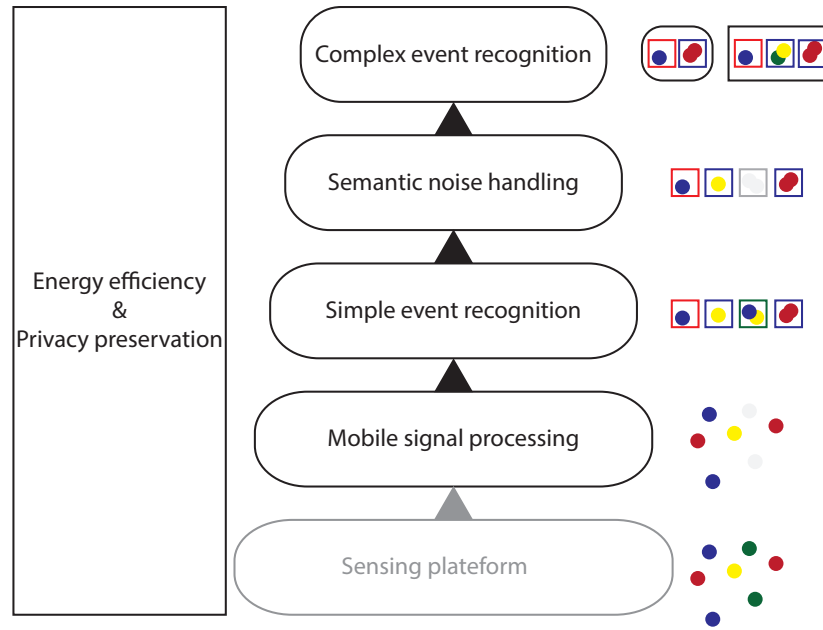 Complex event recognition
Semantic noise handling
Energy efficiency
&
Privacy preservation
Simple event recognition
Mobile signal processing
Sensing plateform